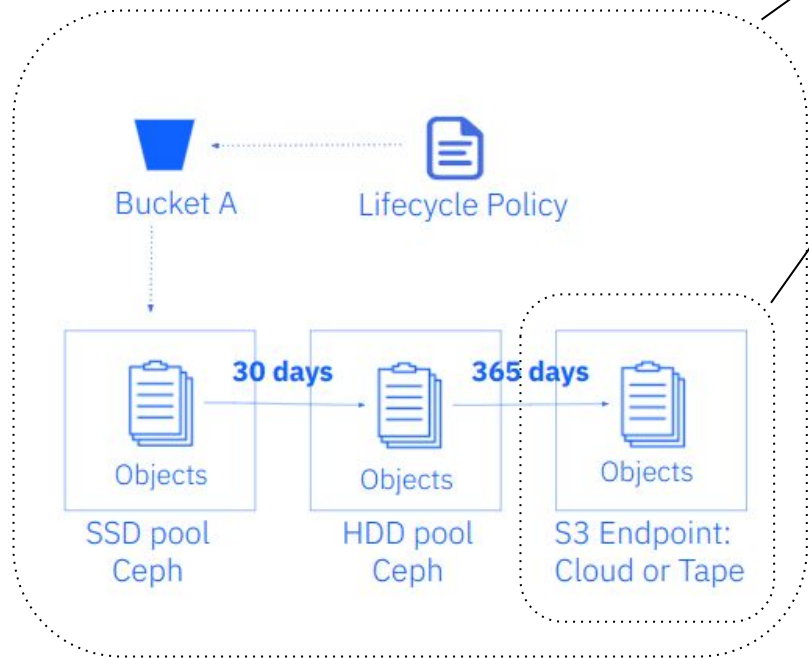 Bucket A
Lifecycle Policy
30 days
365 days
Objects
Objects
Objects
SSD pool
Ceph
HDD pool
Ceph
S3 Endpoint:
Cloud or Tape